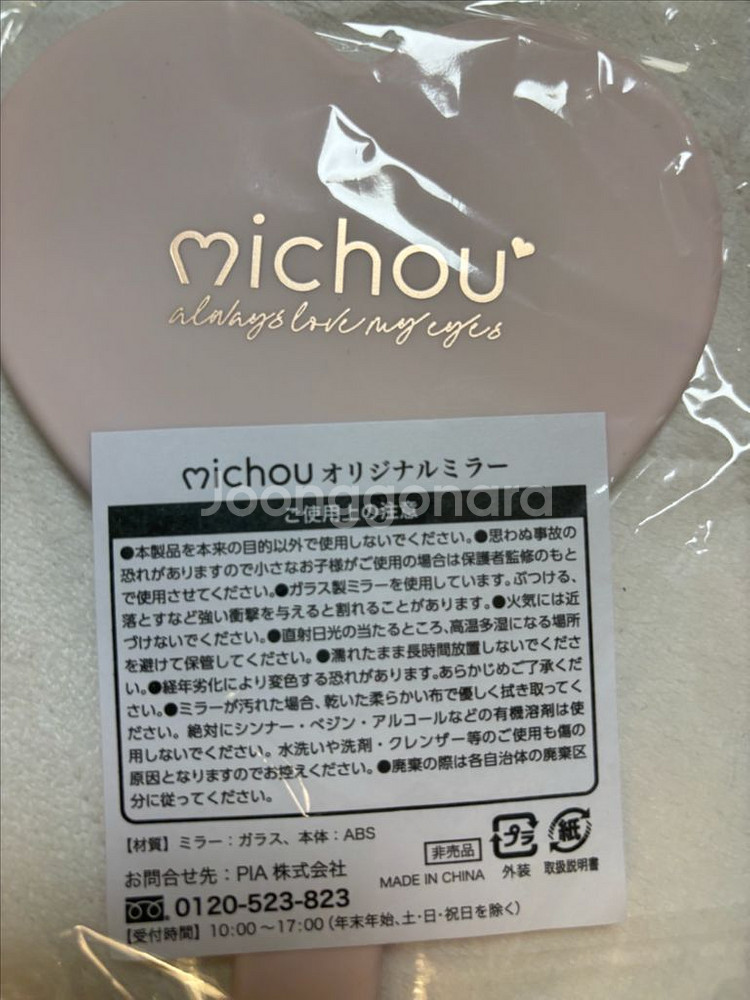 michou
always love my eyes
michou オリジナルミラー
Joonggonara
ご使用上の注意
●本製品を本来の目的以外で使用しないでください。●思わぬ事故の
恐れがありますので小さなお子様がご使用の場合は保護者監修のもと
で使用させてください。●ガラス製ミラーを使用しています。ぶつける、
落とすなど強い衝撃を与えると割れることがあります。●火気には近
づけないでください。●直射日光の当たるところ、高温多湿になる場所
を避けて保管してください。●濡れたまま長時間放置しないでくださ
い。●経年劣化により変色する恐れがあります。あらかじめご了承くだ
さい。●ミラーが汚れた場合、乾いた柔らかい布で優しく拭き取ってく
ださい。絶対にシンナー・ベジン・アルコールなどの有機溶剤は使
用しないでください。水洗いや洗剤・クレンザー等のご使用も傷の
原因となりますのでお控えください。●廃棄の際は各自治体の廃棄区
分に従ってください。
【材質】ミラー：ガラス、本体：ABS
お問合せ先：PIA 株式会社
非売品
MADE IN CHINA
プラ
外装
紙
取扱説明書
0120-523-823
【受付時間】10:00～17:00（年末年始、土・日・祝日を除く）